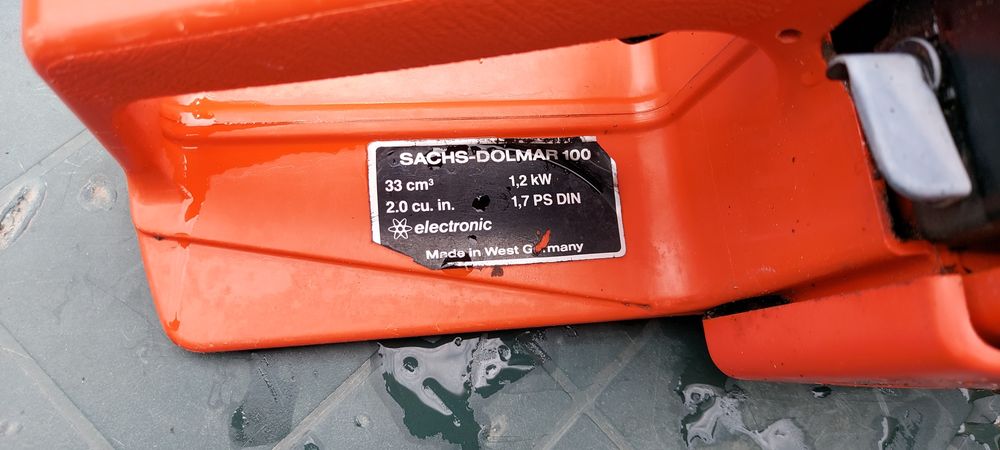 SACHS-DOLMAR 100
33 cm³ 1,2 kW
2.0 cu. in. 1,7 PS DIN
electronic
Made in West Germany